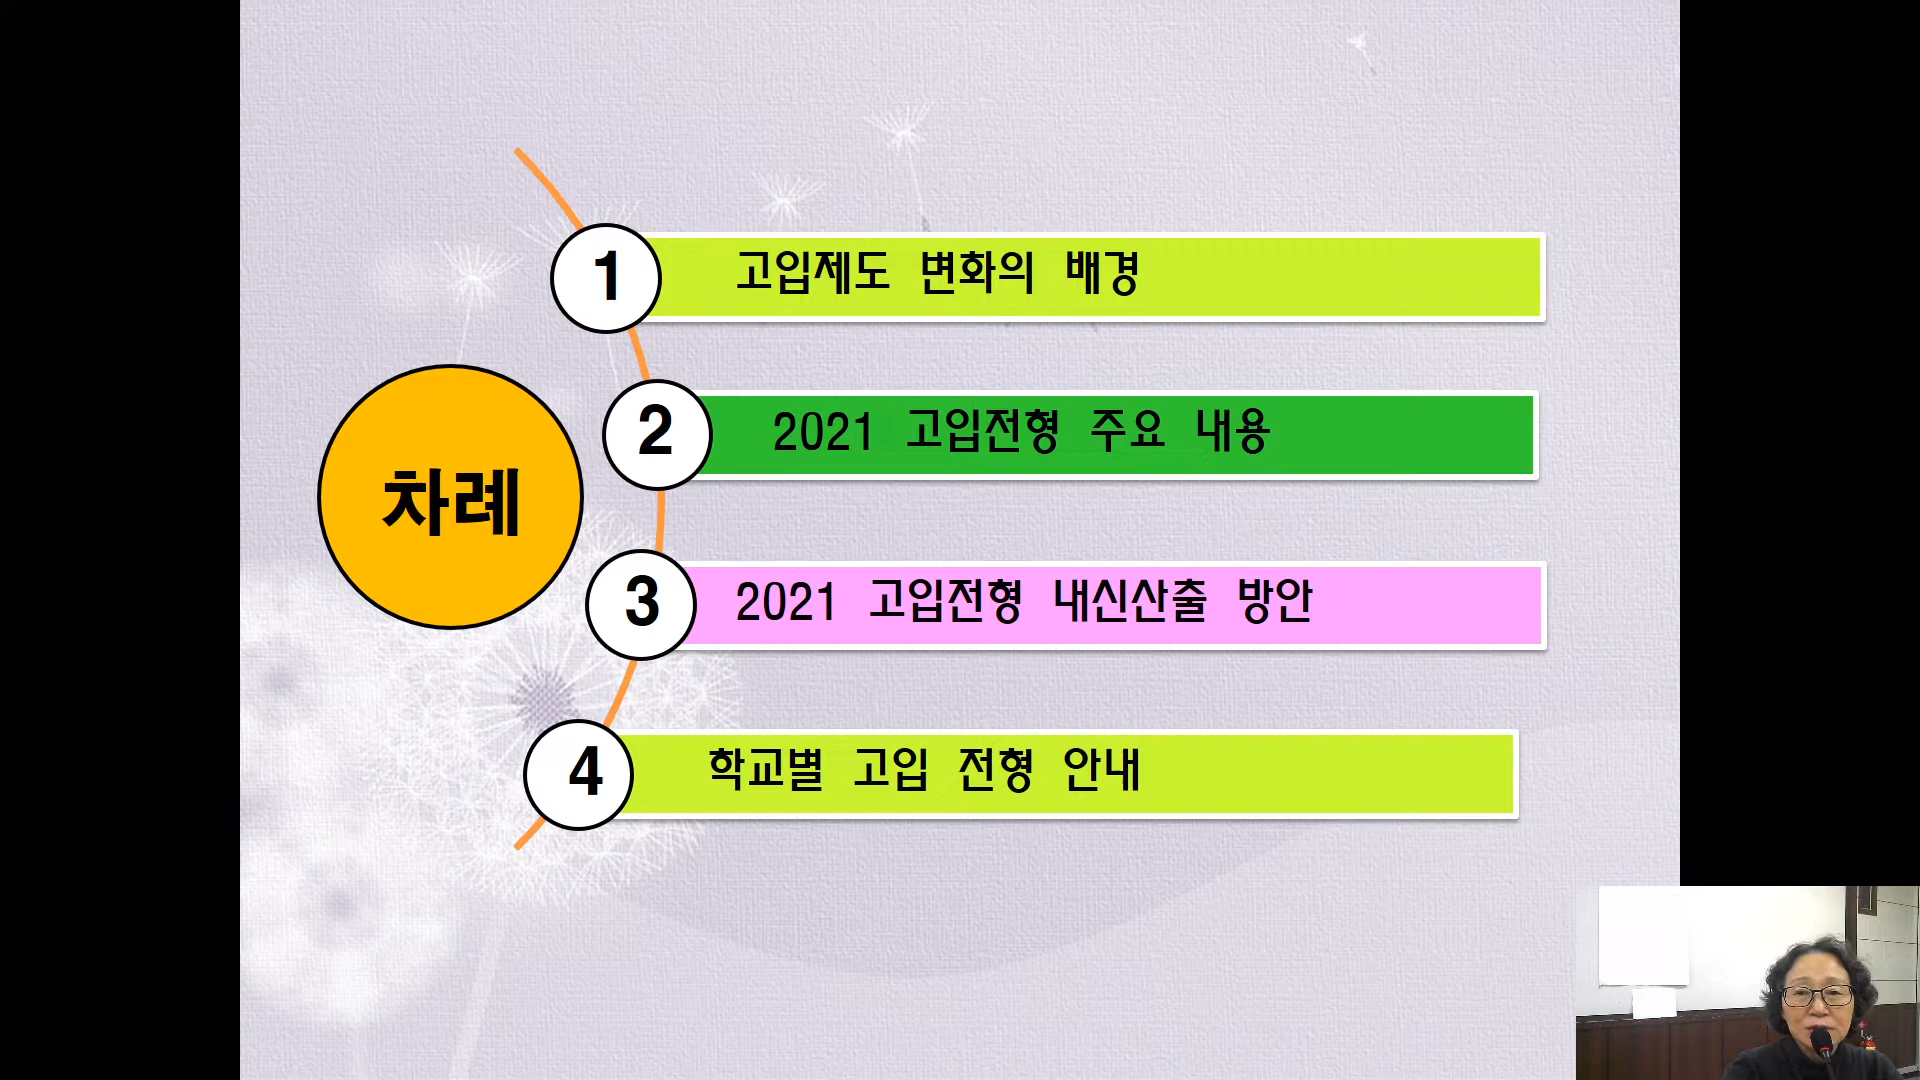 차례
1 고입제도 변화의 배경
2 2021 고입전형 주요 내용
3 2021 고입전형 내신산출 방안
4 학교별 고입 전형 안내